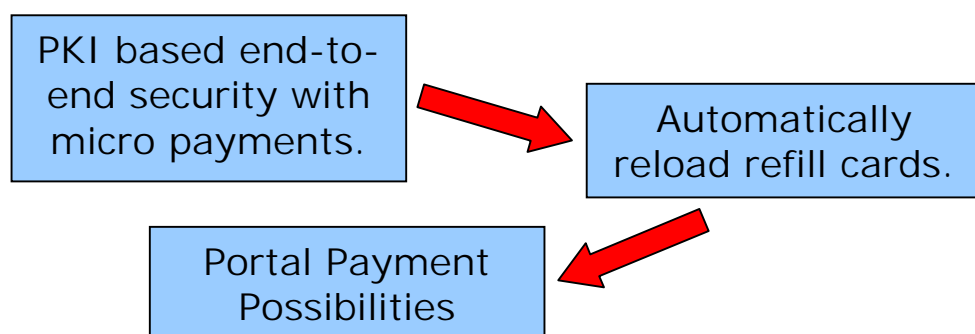 PKI based end-to-
end security with
micro payments.
Automatically
reload refill cards.
Portal Payment
Possibilities